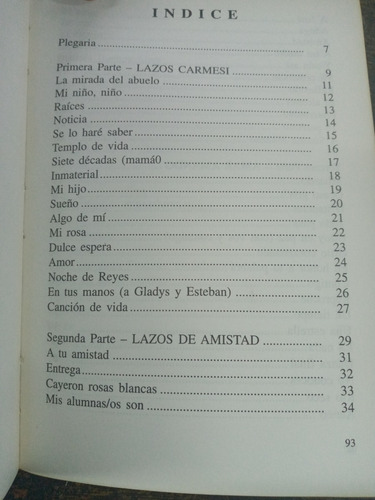 INDICE
Plegaria ........ 7
Primera Parte – LAZOS CARMESI ........ 9
La mirada del abuelo ........ 11
Mi niño, niño ........ 12
Raíces ........ 13
Noticia ........ 14
Se lo haré saber ........ 15
Templo de vida ........ 16
Siete décadas (mamá0 ........ 17
Inmaterial ........ 18
Mi hijo ........ 19
Sueño ........ 20
Algo de mí ........ 21
Mi rosa ........ 22
Dulce espera ........ 23
Amor ........ 24
Noche de Reyes ........ 25
En tus manos (a Gladys y Esteban) ........ 26
Canción de vida ........ 27
Segunda Parte – LAZOS DE AMISTAD ........ 29
A tu amistad ........ 31
Entrega ........ 32
Cayeron rosas blancas ........ 33
Mis alumnas/os son ........ 34
93